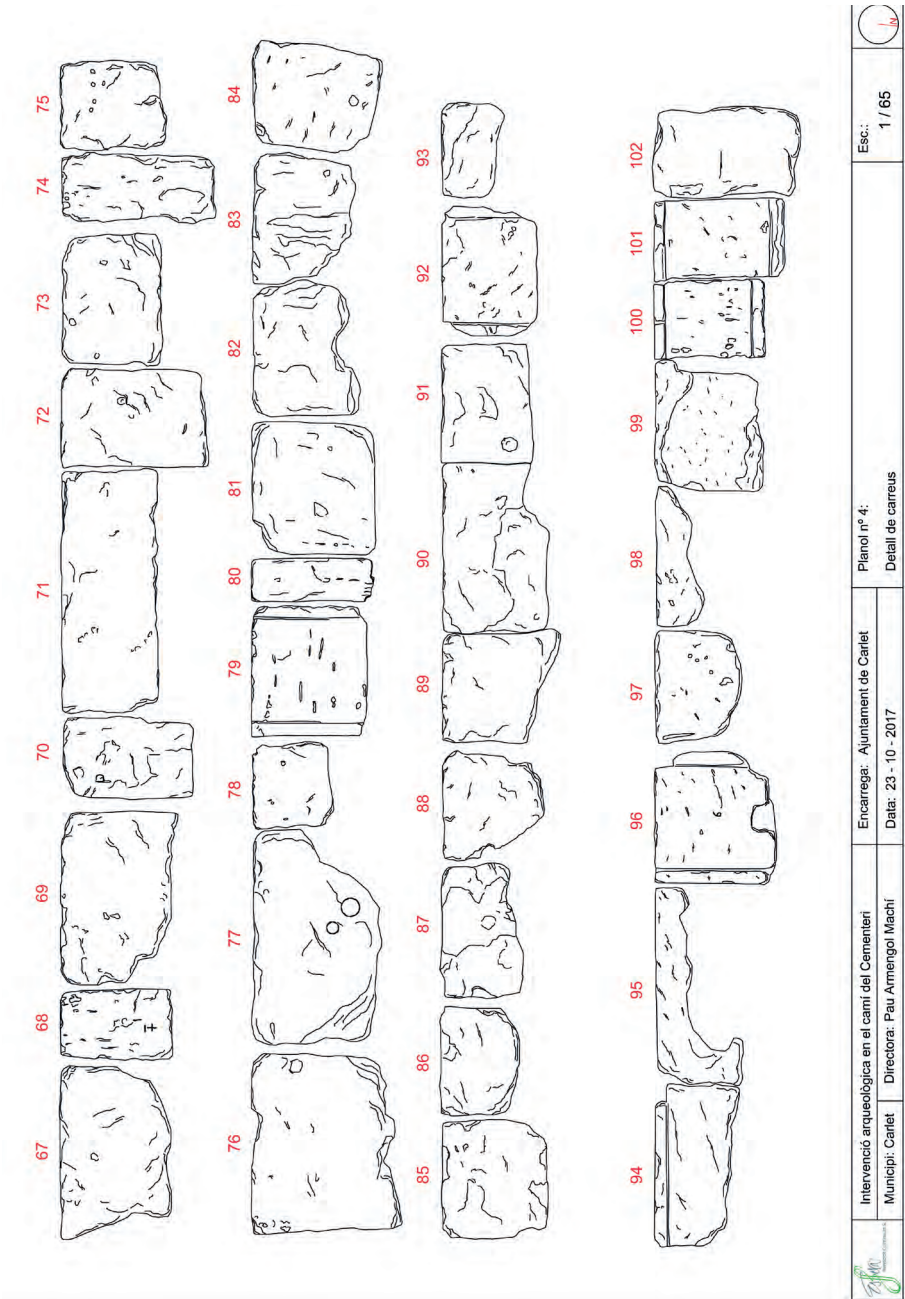 67 68 69 70 71 72 73 74 75
76 77 78 79 80 81 82 83 84
85 86 87 88 89 90 91 92 93
94 95 96 97 98 99 100 101 102
Intervenció arqueològica en el camí del Cementeri
Municipi: Carlet
Directora: Pau Armengol Machí
Encarrega: Ajuntament de Carlet
Data: 23 - 10 - 2017
Planol nº 4:
Detall de carreus
Esc.:
1 / 65
N